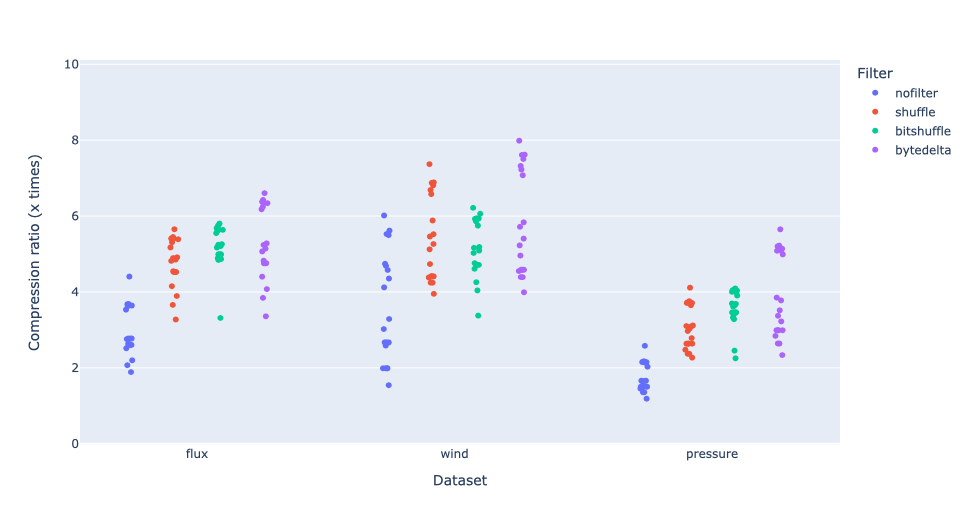 Compression ratio (x times)
10
8
6
4
2
0
flux
wind
pressure
Dataset
Filter
nofilter
shuffle
bitshuffle
bytedelta